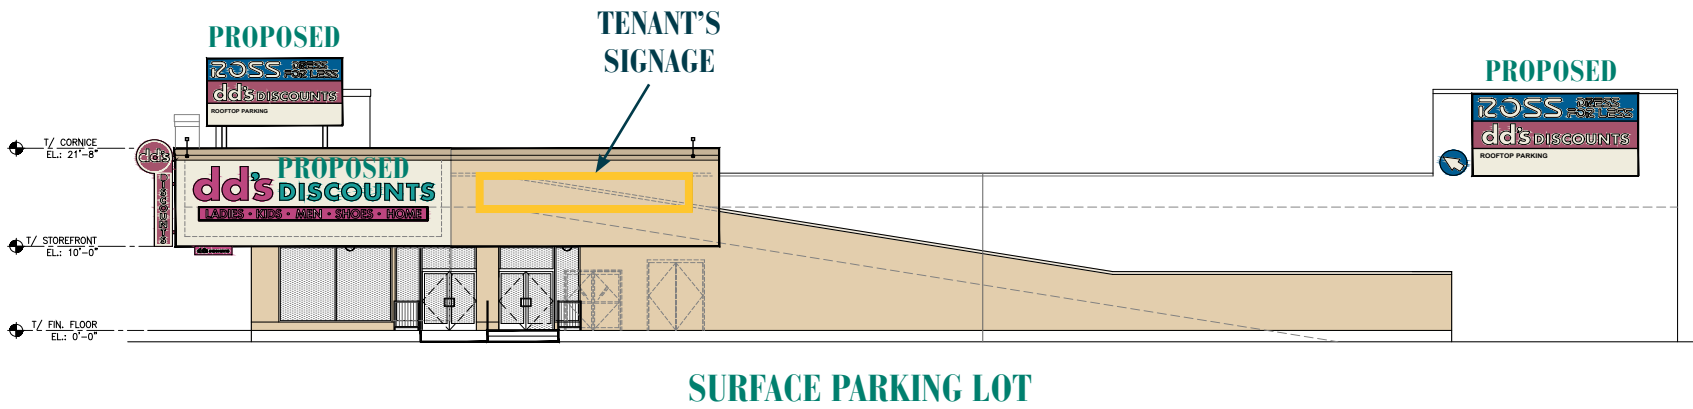 TENANT’S
SIGNAGE
PROPOSED
ROSS DRESS
FOR LESS
dd's DISCOUNTS
ROOFTOP PARKING
PROPOSED
ROSS DRESS
FOR LESS
dd's DISCOUNTS
ROOFTOP PARKING
T/ CORNICE
EL.: 21'-8"
dd's
DISCOUNTS
PROPOSED
dd's DISCOUNTS
LADIES • KIDS • MEN • SHOES • HOME
T/ STOREFRONT
EL.: 10'-0"
T/ FIN. FLOOR
EL.: 0'-0"
SURFACE PARKING LOT